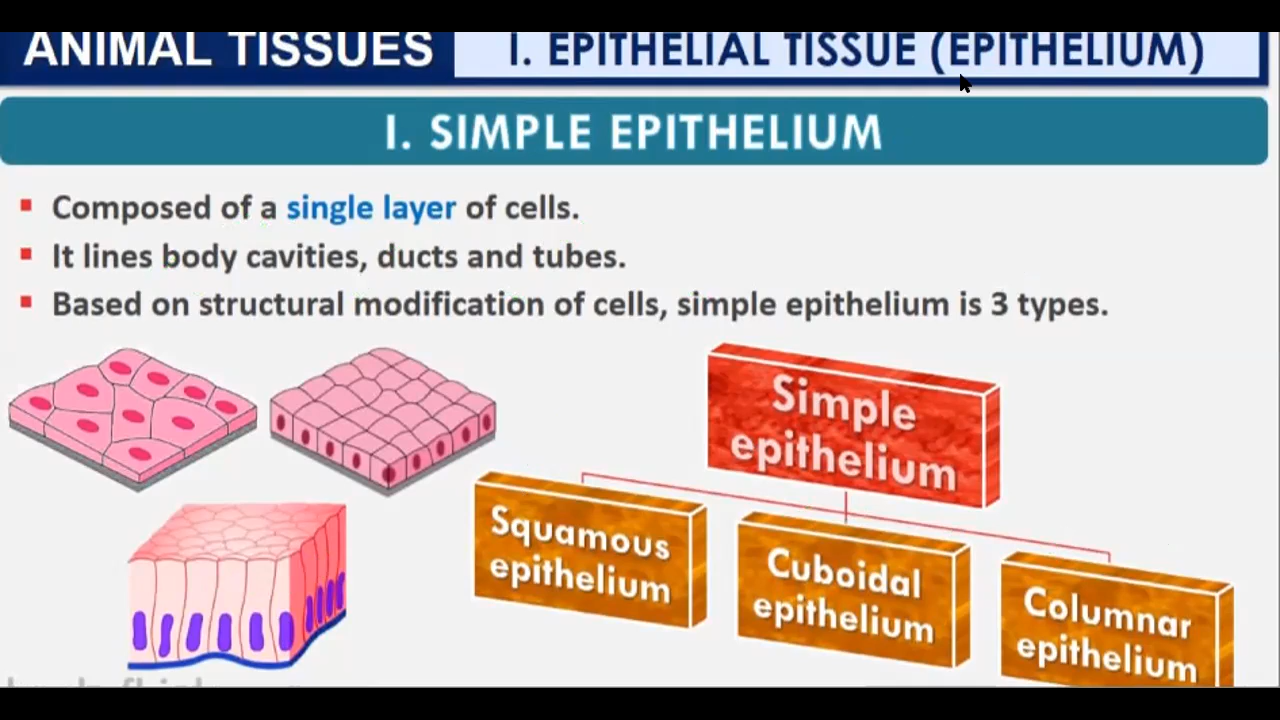 ANIMAL TISSUES
I. EPITHELIAL TISSUE (EPITHELIUM)
I. SIMPLE EPITHELIUM
Composed of a single layer of cells.
It lines body cavities, ducts and tubes.
Based on structural modification of cells, simple epithelium is 3 types.
Simple
epithelium
Squamous
epithelium
Cuboidal
epithelium
Columnar
epithelium